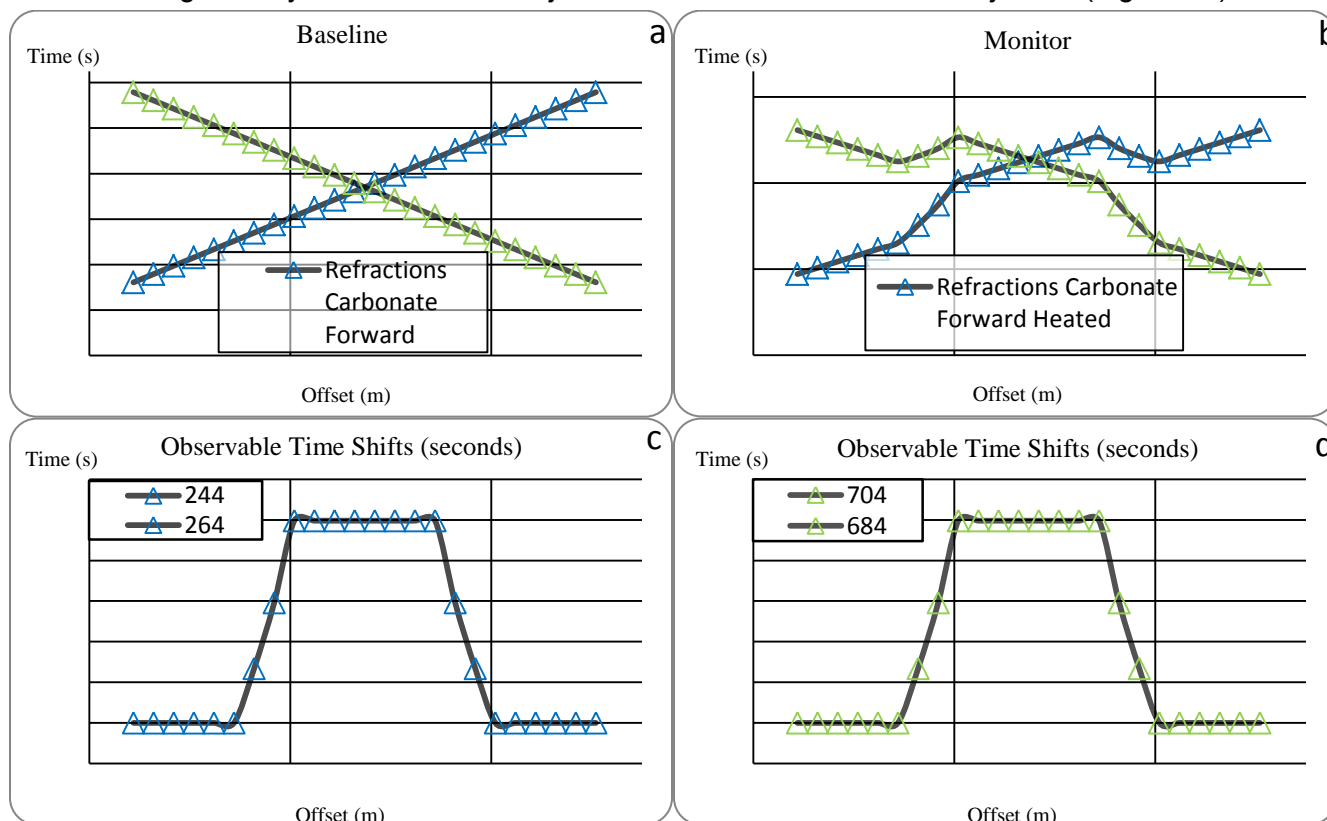 Baseline
a
Time (s)
Refractions
Carbonate
Forward
Offset (m)
Monitor
b
Time (s)
Refractions Carbonate
Forward Heated
Offset (m)
Observable Time Shifts (seconds)
c
Time (s)
244
264
Offset (m)
Observable Time Shifts (seconds)
d
Time (s)
704
684
Offset (m)